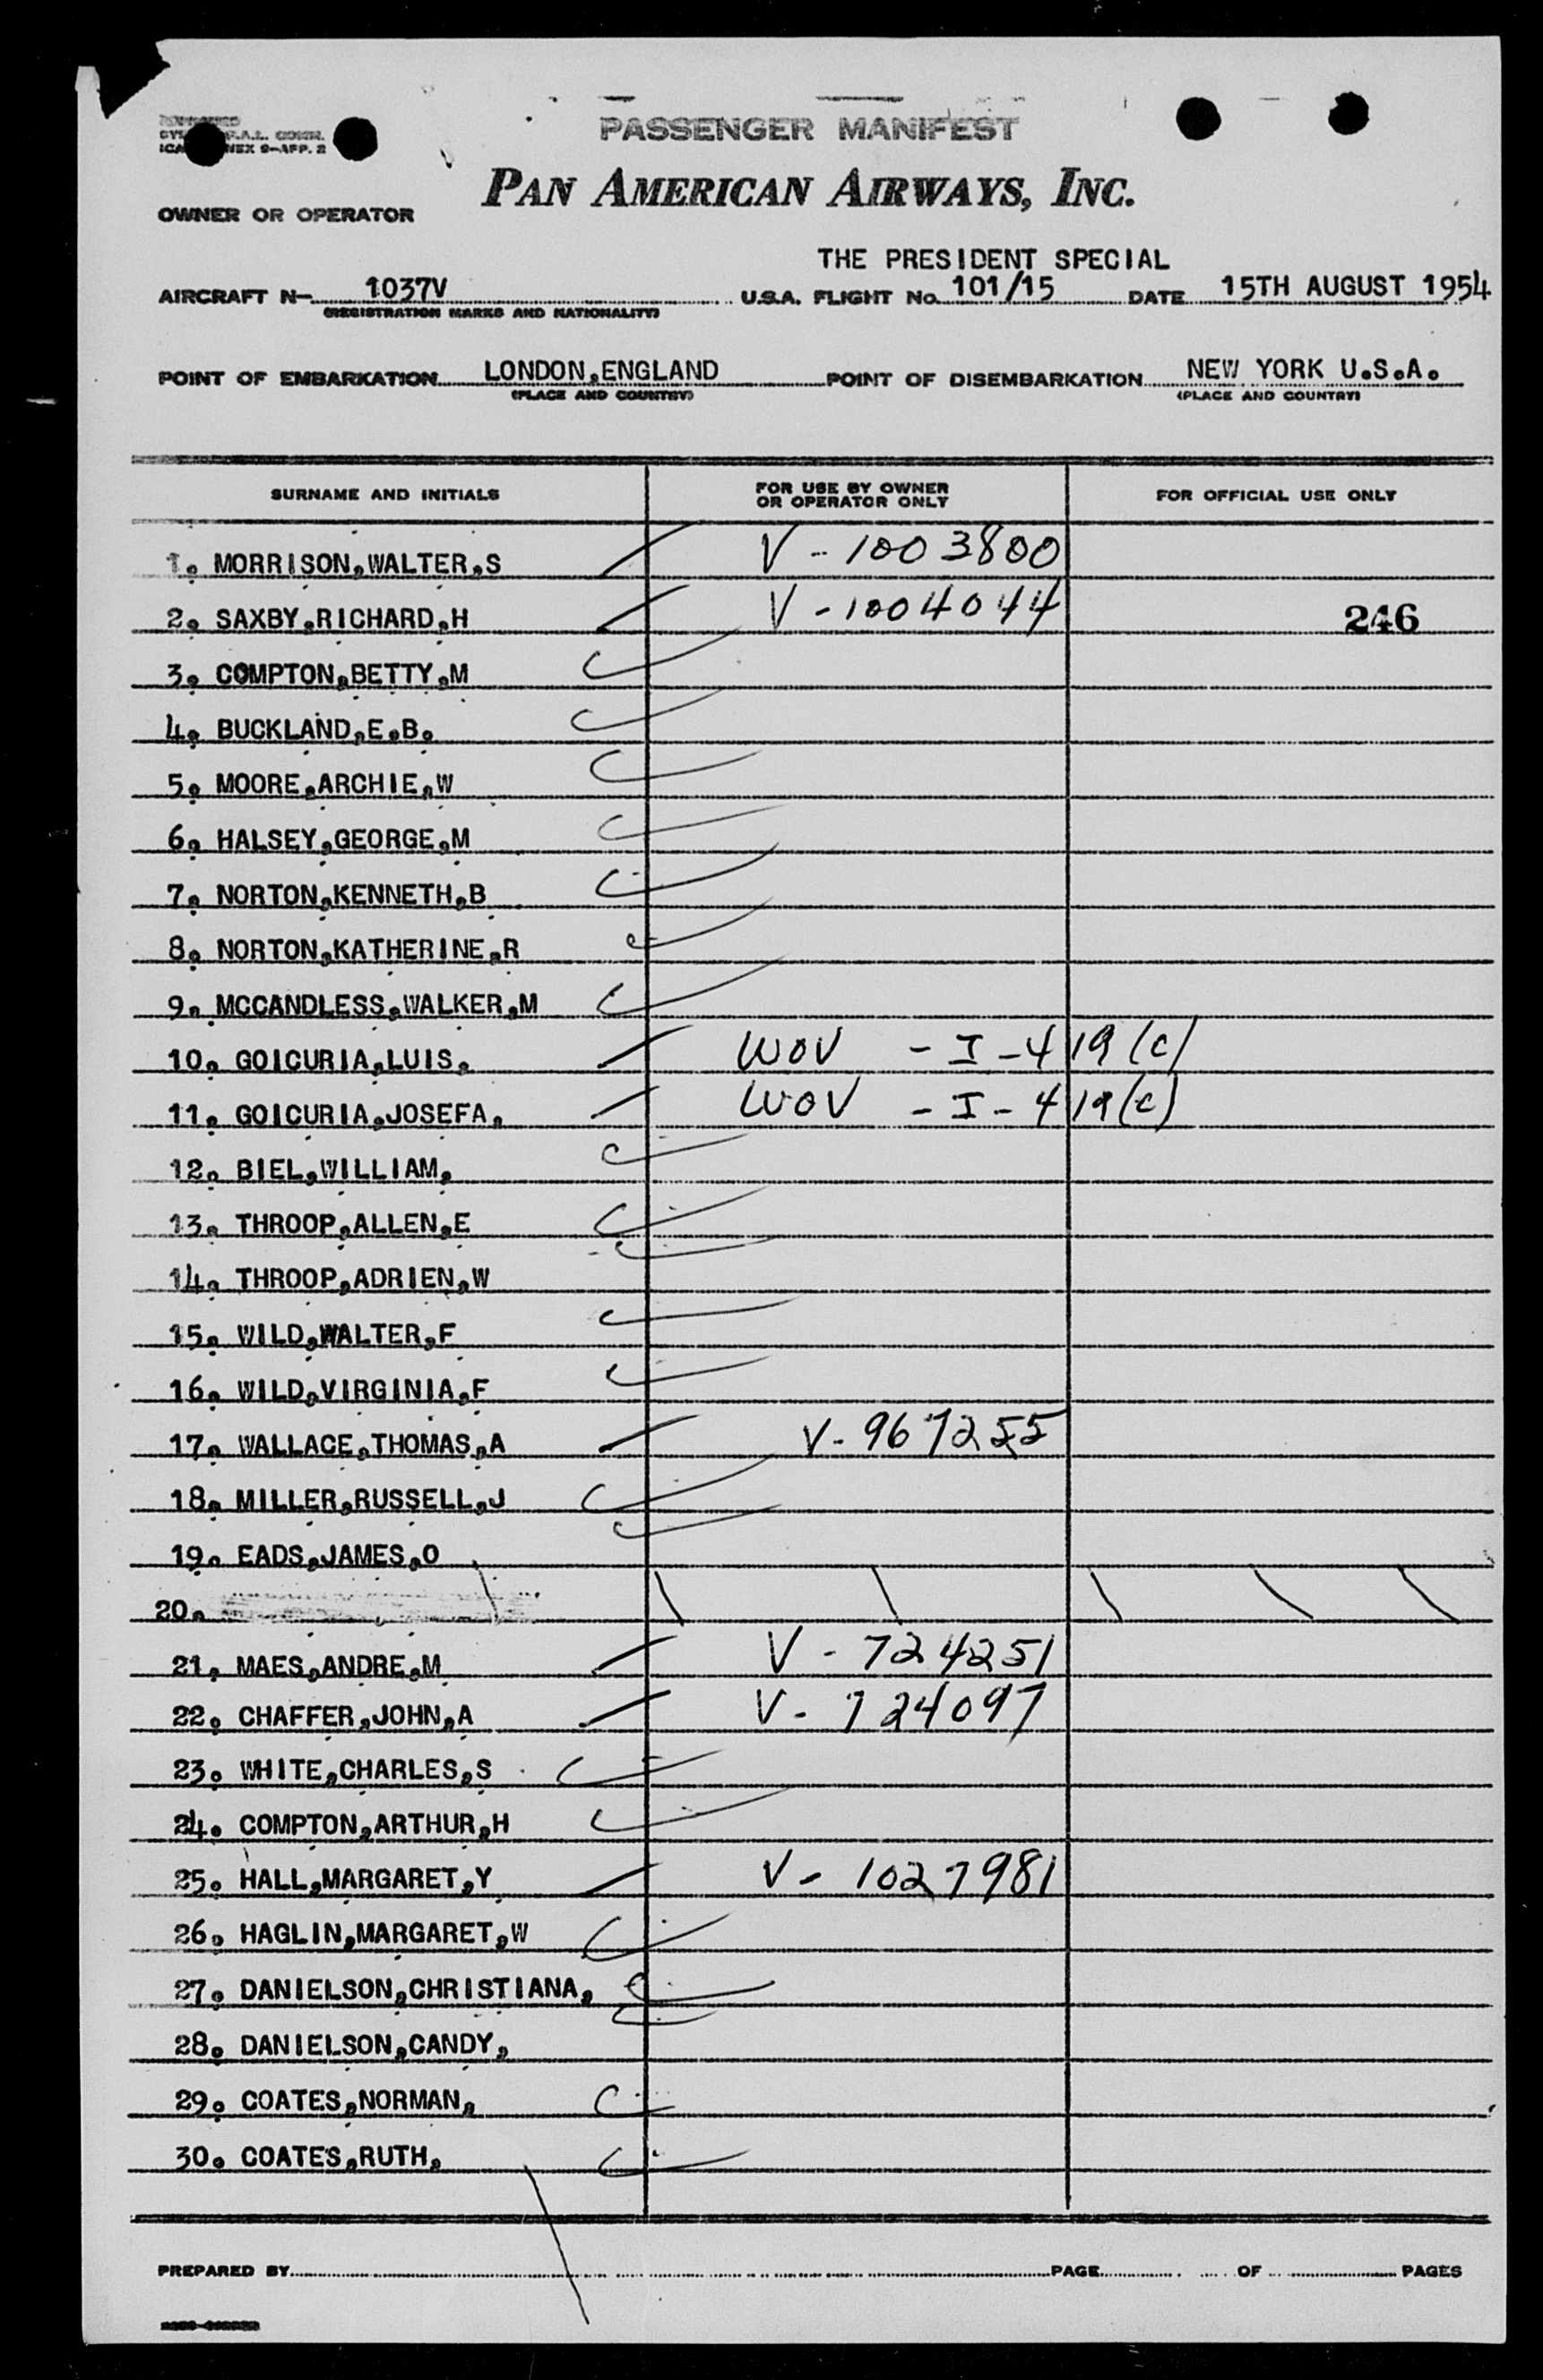 PASSENGER MANIFEST
F.A.L. COMM.
9-APP. 2
PAN AMERICAN AIRWAYS, INC.
OWNER OR OPERATOR
THE PRESIDENT SPECIAL
AIRCRAFT N- 1037V U.S.A. FLIGHT NO. 101/15 DATE 15TH AUGUST 1954
(REGISTRATION MARKS AND NATIONALITY)
POINT OF EMBARKATION LONDON,ENGLAND POINT OF DISEMBARKATION NEW YORK U.S.A.
(PLACE AND COUNTRY) (PLACE AND COUNTRY)
SURNAME AND INITIALS FOR USE BY OWNER OR OPERATOR ONLY FOR OFFICIAL USE ONLY
1. MORRISON,WALTER,S V - 1003800
2. SAXBY,RICHARD,H V - 1004044 246
3. COMPTON,BETTY,M
4. BUCKLAND,E.B.
5. MOORE,ARCHIE,W
6. HALSEY,GEORGE,M
7. NORTON,KENNETH,B
8. NORTON,KATHERINE,R
9. MCCANDLESS,WALKER,M
10. GOICURIA,LUIS, WOV - I - 419 (c)
11. GOICURIA,JOSEFA, WOV - I - 419 (c)
12. BIEL,WILLIAM,
13. THROOP,ALLEN,E
14. THROOP,ADRIEN,W
15. WILD,WALTER,F
16. WILD,VIRGINIA,F
17. WALLACE,THOMAS,A V - 967255
18. MILLER,RUSSELL,J
19. EADS,JAMES,O
20.
21. MAES,ANDRE,M V - 724251
22. CHAFFER,JOHN,A V - 724097
23. WHITE,CHARLES,S
24. COMPTON,ARTHUR,H
25. HALL,MARGARET,Y V - 1027981
26. HAGLIN,MARGARET,W
27. DANIELSON,CHRISTIANA,
28. DANIELSON,CANDY,
29. COATES,NORMAN,
30. COATES,RUTH,
PREPARED BY PAGE OF PAGES